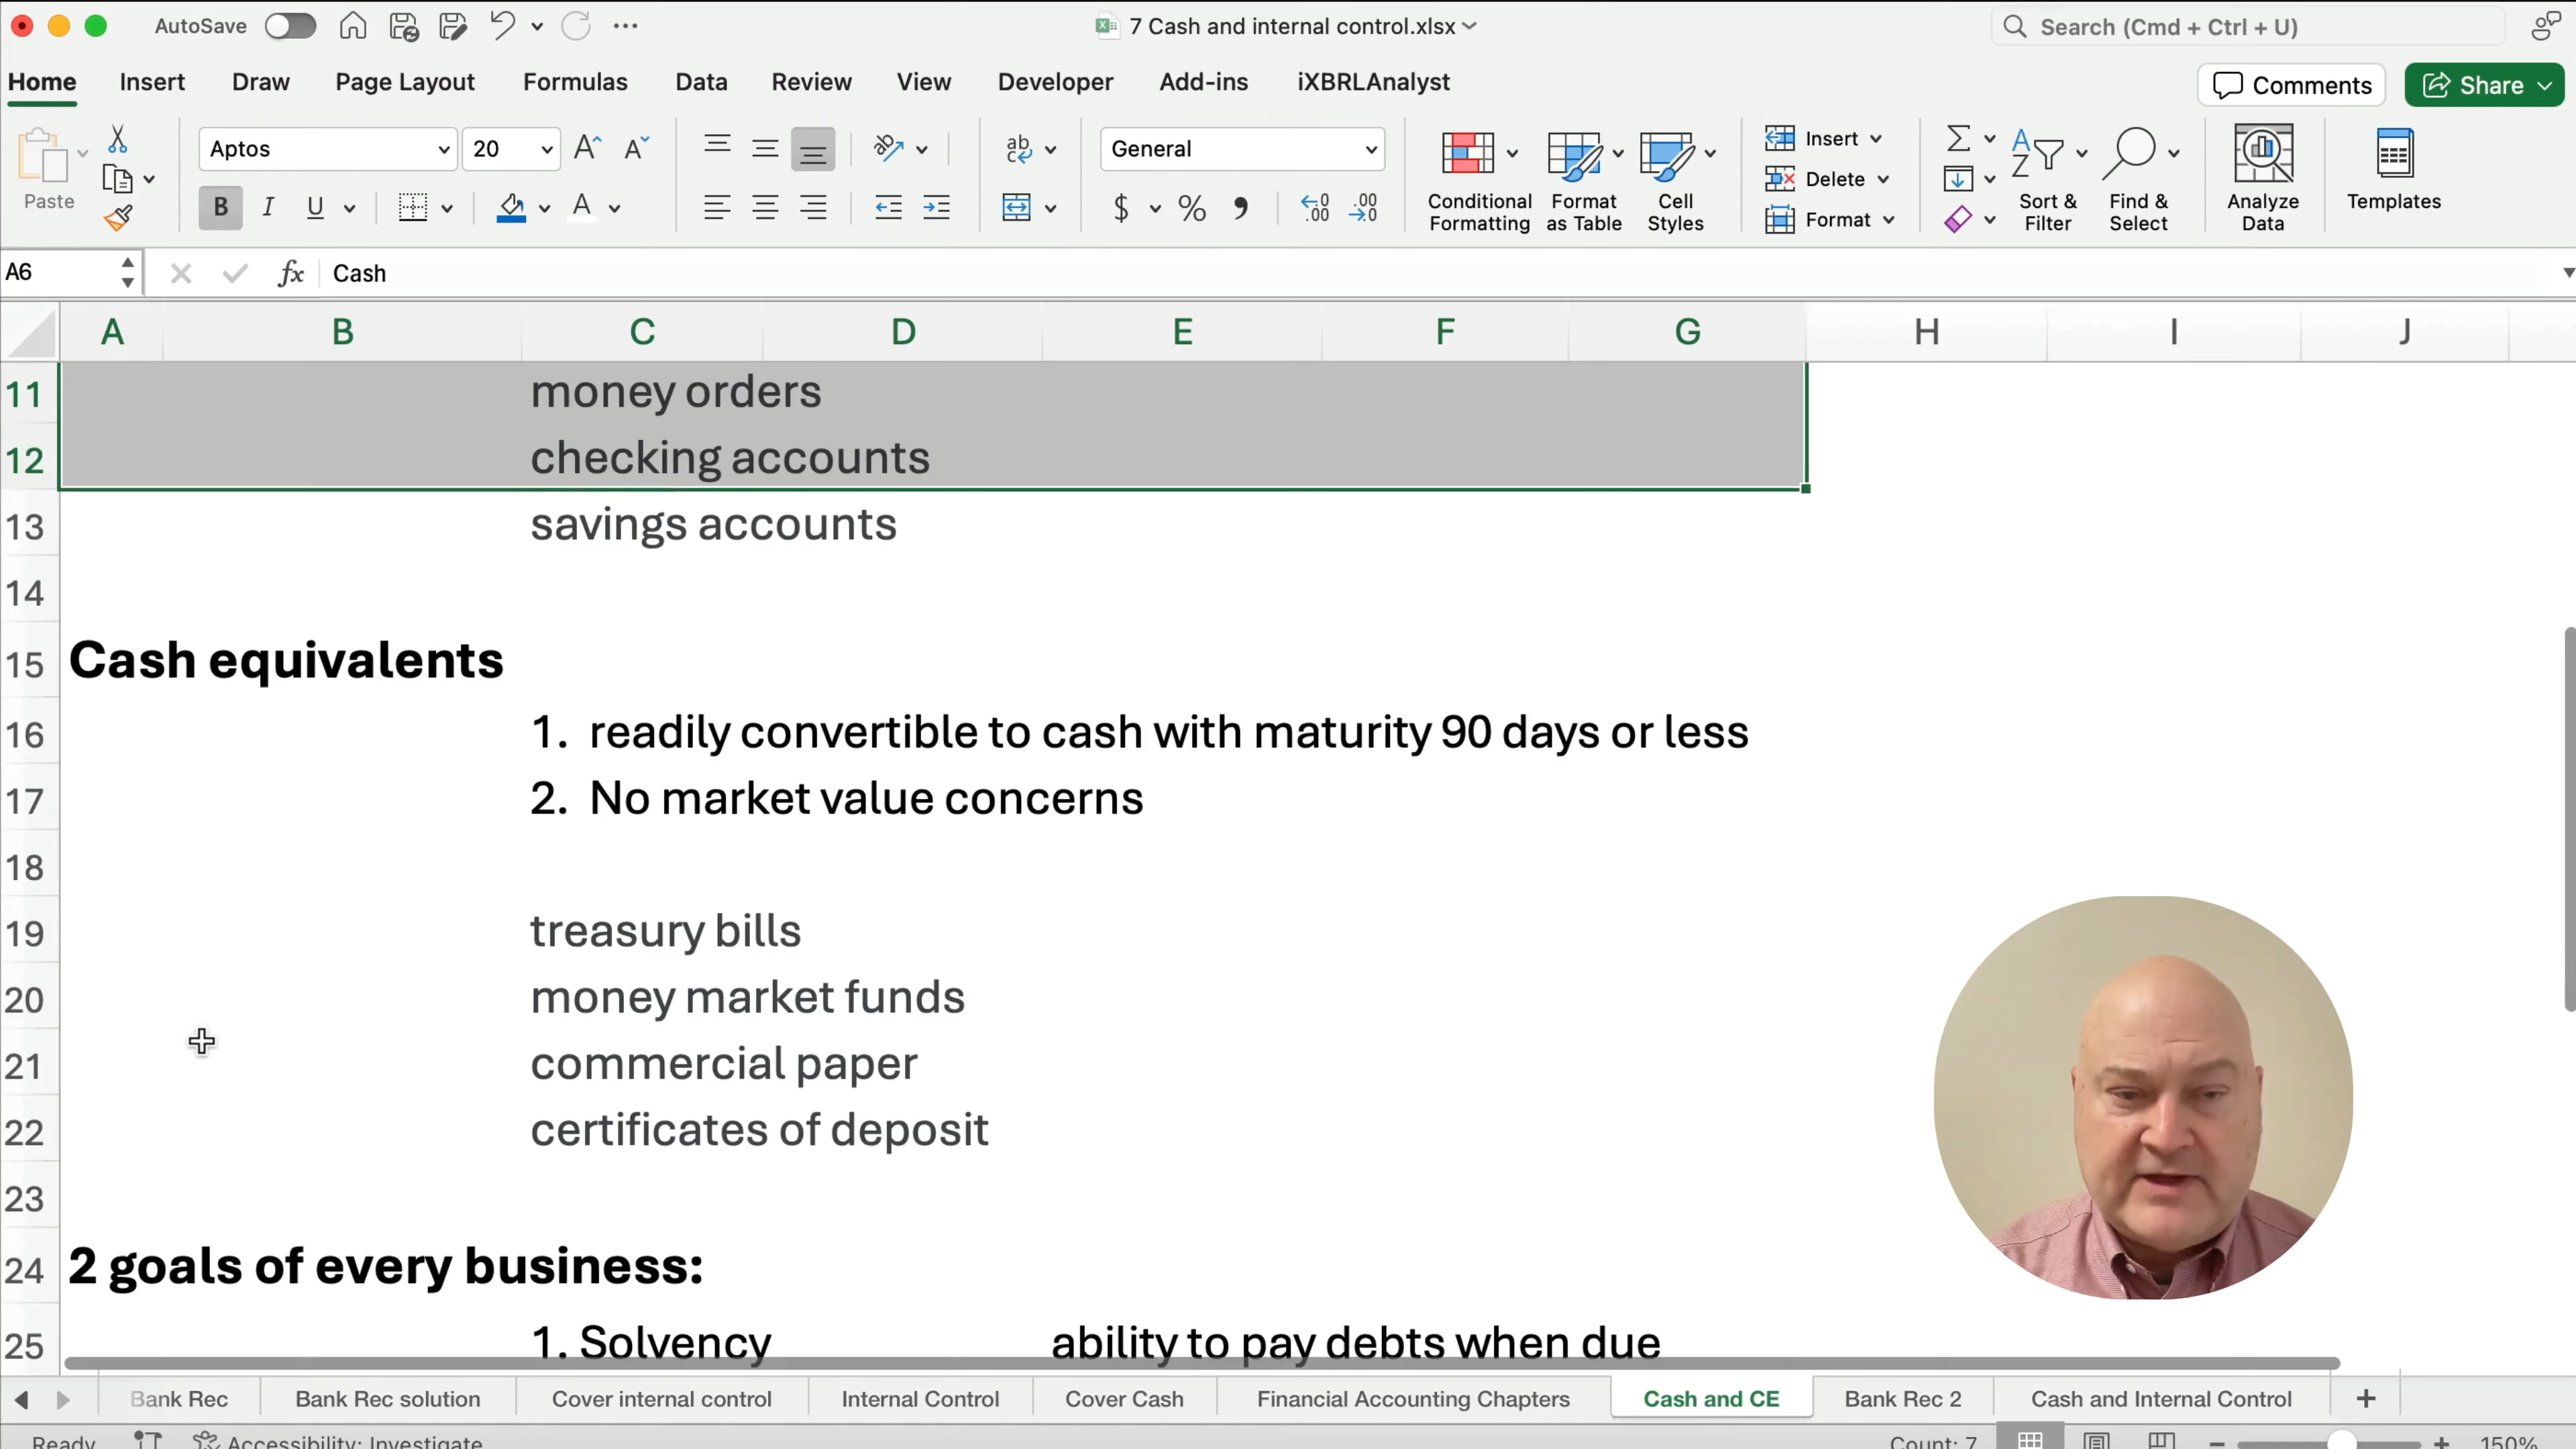 AutoSave
7 Cash and internal control.xlsx
Search (Cmd + Ctrl + U)
Home Insert Draw Page Layout Formulas Data Review View Developer Add-ins iXBRLAnalyst
Comments Share
Paste
Aptos 20
B I U
ab
General
$ % .00 .00
Conditional Formatting
Format as Table
Cell Styles
Insert
Delete
Format
Sort & Filter
Find & Select
Analyze Data
Templates
A6 fx Cash
A B C D E F G H I J
11 money orders
12 checking accounts
13 savings accounts
14
15 Cash equivalents
16 1. readily convertible to cash with maturity 90 days or less
17 2. No market value concerns
18
19 treasury bills
20 money market funds
21 commercial paper
22 certificates of deposit
23
24 2 goals of every business:
25 1. Solvency ability to pay debts when due
Bank Rec Bank Rec solution Cover internal control Internal Control Cover Cash Financial Accounting Chapters Cash and CE Bank Rec 2 Cash and Internal Control +
Ready Accessibility: Investigate Count: 7 150%